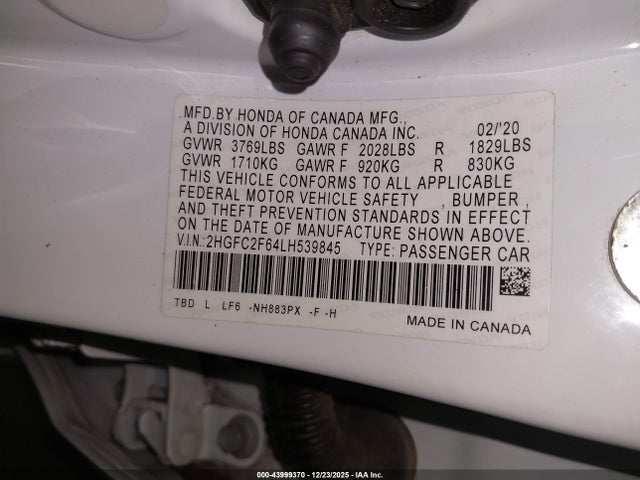 MFD.BY HONDA OF CANADA MFG.,
A DIVISION OF HONDA CANADA INC. 02/'20
GVWR 3769LBS GAWR F 2028LBS R 1829LBS
GVWR 1710KG GAWR F 920KG R 830KG
THIS VEHICLE CONFORMS TO ALL APPLICABLE
FEDERAL MOTOR VEHICLE SAFETY , BUMPER ,
AND THEFT PREVENTION STANDARDS IN EFFECT
ON THE DATE OF MANUFACTURE SHOWN ABOVE.
V.I.N.:2HGFC2F64LH539845 TYPE: PASSENGER CAR
TBD L LF6 -NH883PX -F -H
MADE IN CANADA
000-43999370 - 12/23/2025 - IAA Inc.